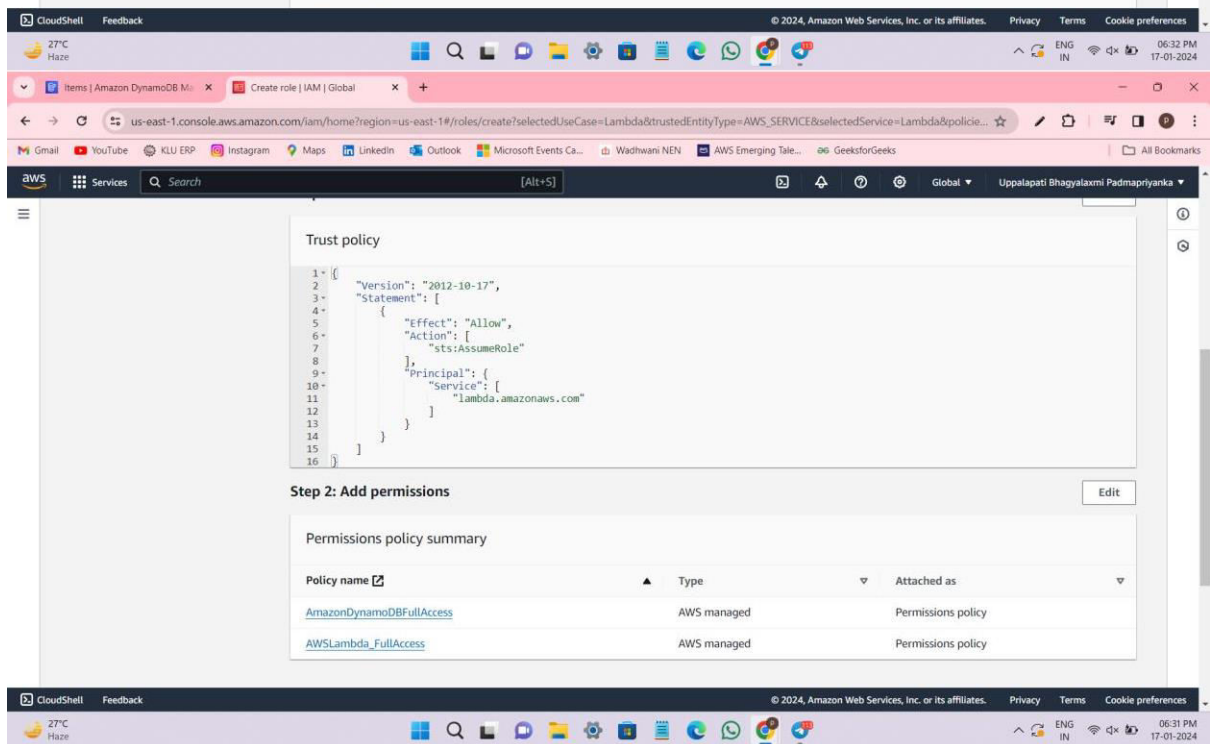 CloudShell Feedback © 2024, Amazon Web Services, Inc. or its affiliates. Privacy Terms Cookie preferences
27°C ENG 06:32 PM
Haze IN 17-01-2024
Items | Amazon DynamoDB Ma Create role | IAM | Global
us-east-1.console.aws.amazon.com/iam/home?region=us-east-1#/roles/create?selectedUseCase=Lambda&trustedEntityType=AWS_SERVICE&selectedService=Lambda&policie...
Gmail YouTube KLU ERP Instagram Maps LinkedIn Outlook Microsoft Events Ca... Wadhwani NEN AWS Emerging Tale... GeeksforGeeks All Bookmarks
aws Services Search [Alt+S] Global Uppalapati Bhagyalaxmi Padmapriyanka
Trust policy
1 {
2 "Version": "2012-10-17",
3 "Statement": [
4 {
5 "Effect": "Allow",
6 "Action": [
7 "sts:AssumeRole"
8 ],
9 "Principal": {
10 "Service": [
11 "lambda.amazonaws.com"
12 ]
13 }
14 }
15 ]
16 }
Step 2: Add permissions Edit
Permissions policy summary
Policy name Type Attached as
AmazonDynamoDBFullAccess AWS managed Permissions policy
AWSLambda_FullAccess AWS managed Permissions policy
CloudShell Feedback © 2024, Amazon Web Services, Inc. or its affiliates. Privacy Terms Cookie preferences
27°C ENG 06:31 PM
Haze IN 17-01-2024